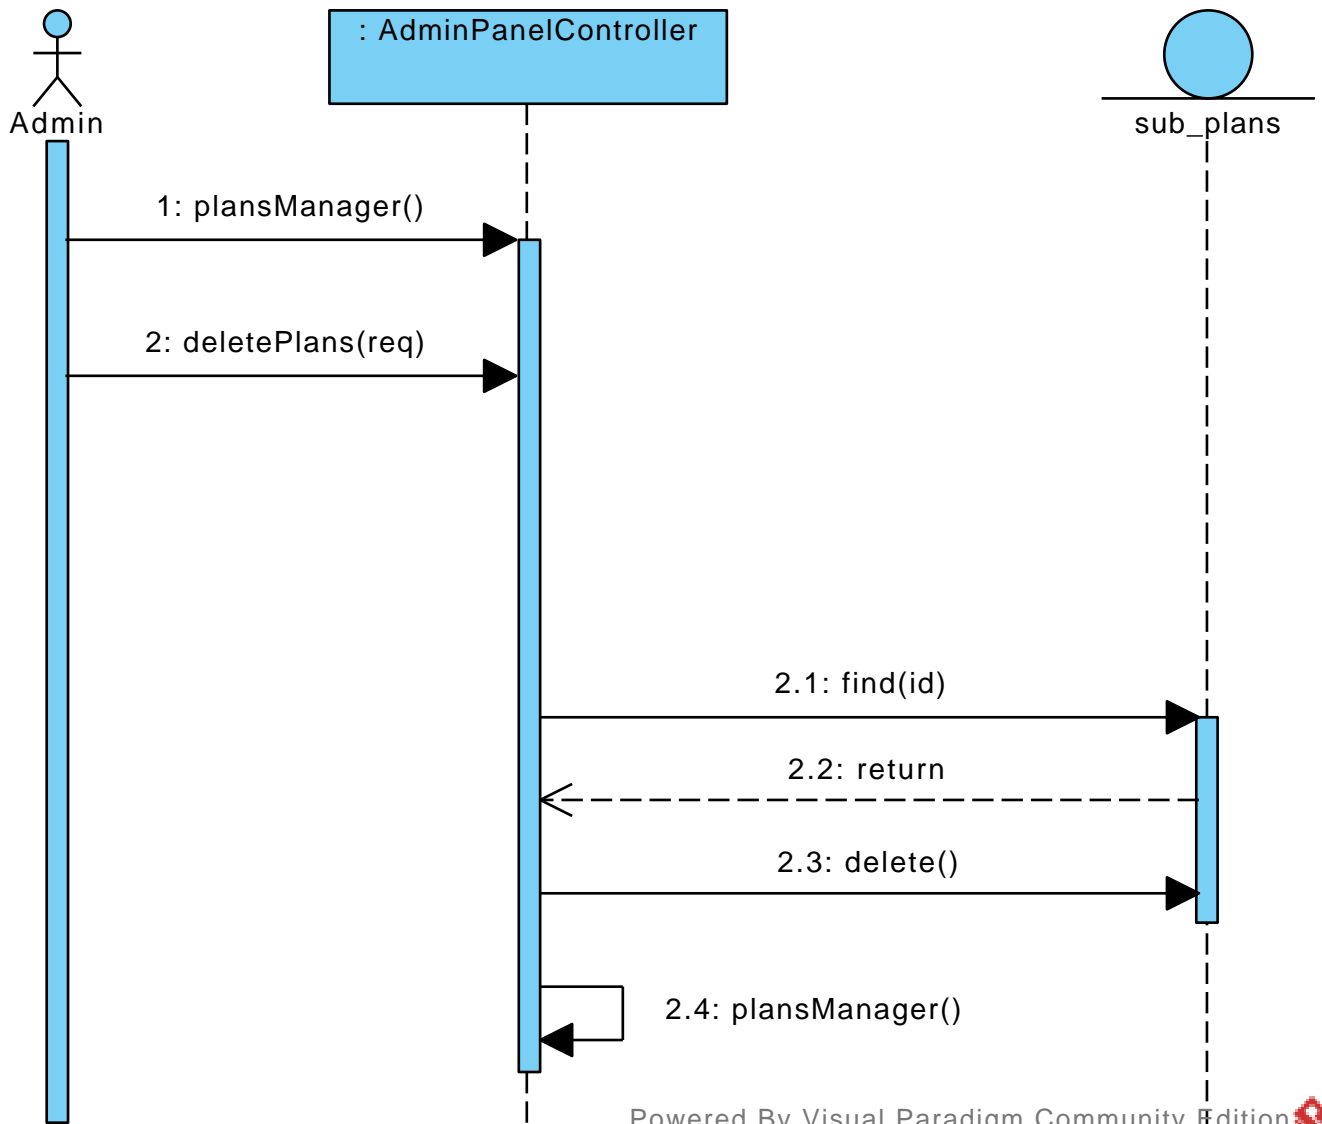 : AdminPanelController
Admin
sub_plans
1: plansManager()
2: deletePlans(req)
2.1: find(id)
2.2: return
2.3: delete()
2.4: plansManager()
Powered By Visual Paradigm Community Edition